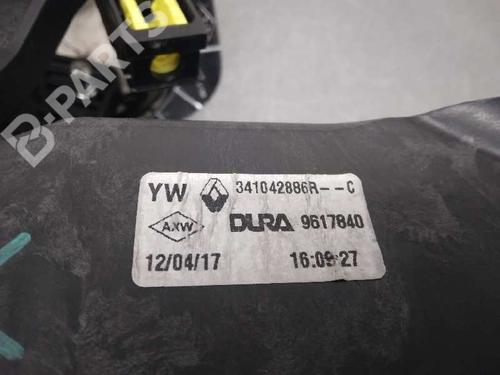 B-PARTS
YW 341042886R--C
AXW DURA 9617840
12/04/17 16:09:27